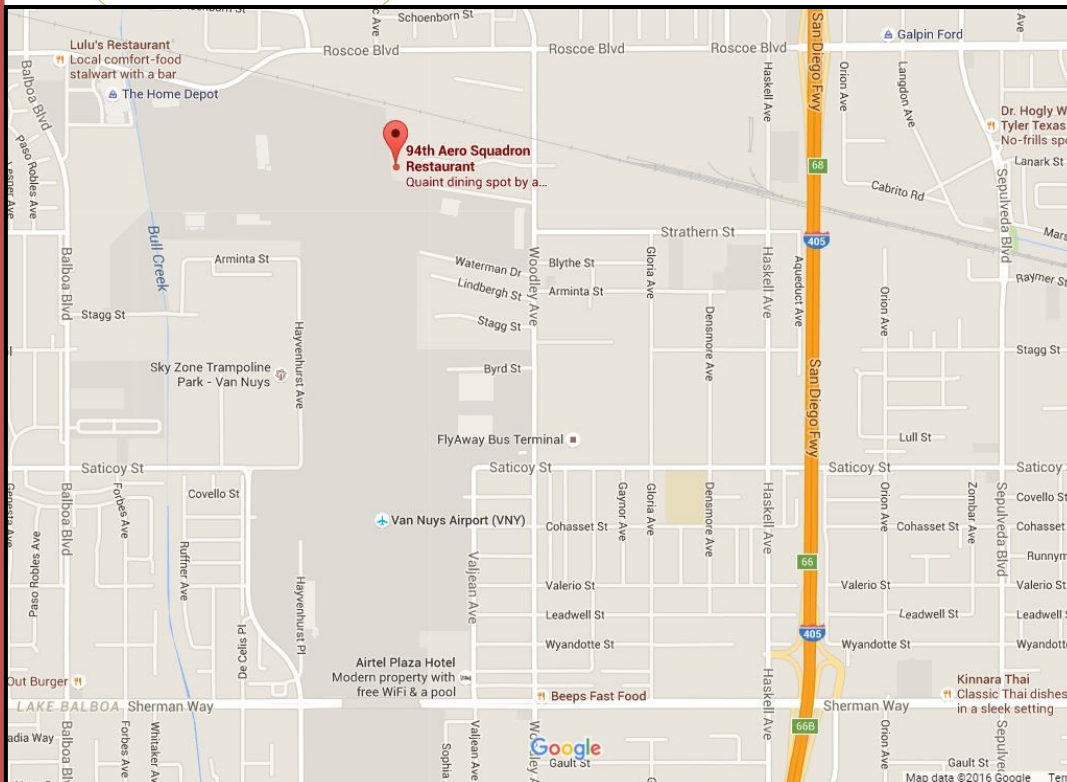 Schoenborn St
Roscoe Blvd
Roscoe Blvd
Roscoe Blvd
San Diego Fwy
Galpin Ford
Lulu's Restaurant
Local comfort-food
stalwart with a bar
The Home Depot
Balboa Blvd
Paso Robles Ave
Haskell Ave
Orion Ave
Langdon Ave
Dr. Hogly
Tyler Texas
No-frills
Lanark St
94th Aero Squadron
Restaurant
Quaint dining spot by a...
68
Cabrito Rd
Sepulveda Blvd
Bull Creek
Strathern St
405
Balboa Blvd
Arminta St
Waterman Dr
Woodley Ave
Blythe St
Gloria Ave
Haskell Ave
Aqueduct Ave
Raymer St
Lindbergh St
Arminta St
Densmore Ave
Orion Ave
Stagg St
Hayvenhurst Ave
Stagg St
Stagg St
Sky Zone Trampoline
Park - Van Nuys
Byrd St
San Diego Fwy
FlyAway Bus Terminal
Lull St
Saticoy St
Saticoy St
Saticoy St
Saticoy
Covello St
Balboa Blvd
Forbes Ave
Gaynor Ave
Gloria Ave
Densmore Ave
Haskell Ave
Orion Ave
Zombar Ave
Sepulveda Blvd
Covello St
Genesta Ave
Van Nuys Airport (VNY)
Cohasset St
Cohasset St
Cohasset
Paso Robles Ave
Ruffner Ave
Valjean Ave
66
Valerio St
Valerio St
Valerio St
Hayvenhurst Pl
Leadwell St
Leadwell St
Leadwell
De Celis Pl
405
Wyandotte St
Wyandotte St
Airtel Plaza Hotel
Modern property with
free WiFi & a pool
Out Burger
Beeps Fast Food
Haskell Ave
Kinnara Thai
Classic Thai dishes
in a sleek setting
LAKE BALBOA
Sherman Way
Sherman Way
66B
Forbes Ave
Whitaker Ave
Sophia
Valjean Ave
Google
Gault St
Orion Ave
Gault St
Map data ©2016 Google